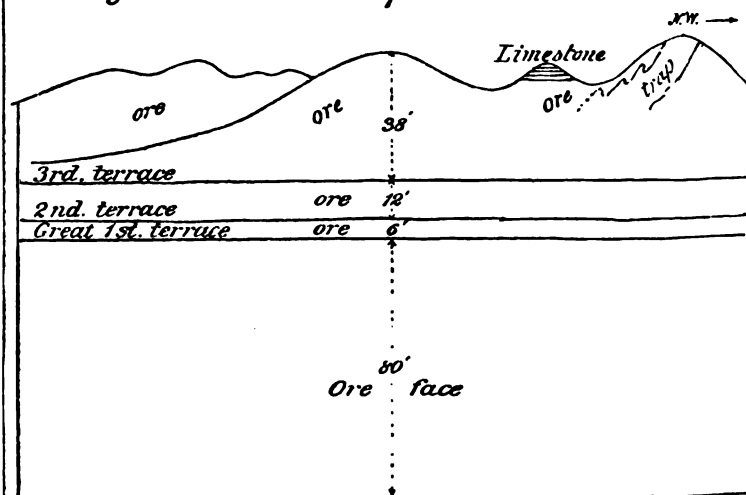 N.W.
Limestone
ore
ore
ore
trap
38'
3rd. terrace
ore 12'
2nd. terrace
Great 1st. terrace ore 6'
80'
Ore face